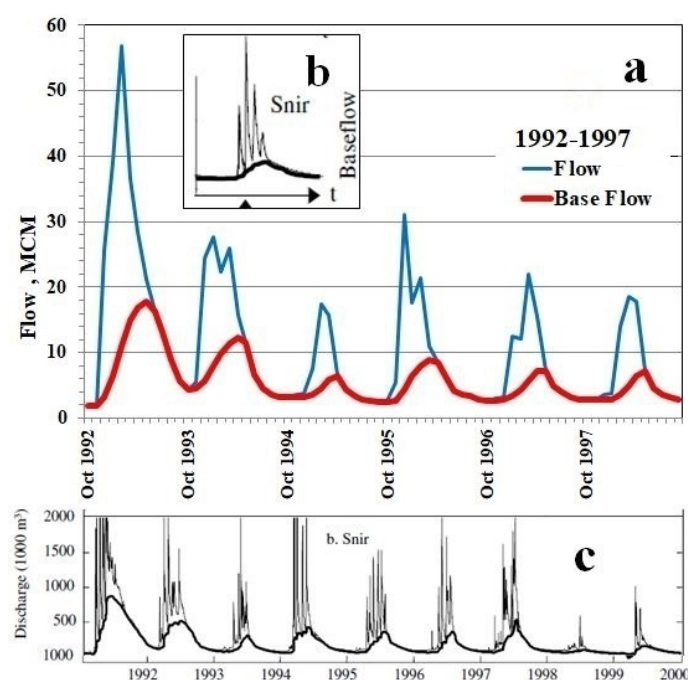 60
50
40
30
20
10
0
Flow , MCM
a
b
Snir
Baseflow
t
1992-1997
Flow
Base Flow
Oct 1992
Oct 1993
Oct 1994
Oct 1995
Oct 1996
Oct 1997
2000
1500
1000
500
1000
Discharge (1000 m³)
b. Snir
c
1992
1993
1994
1995
1996
1997
1998
1999
2000